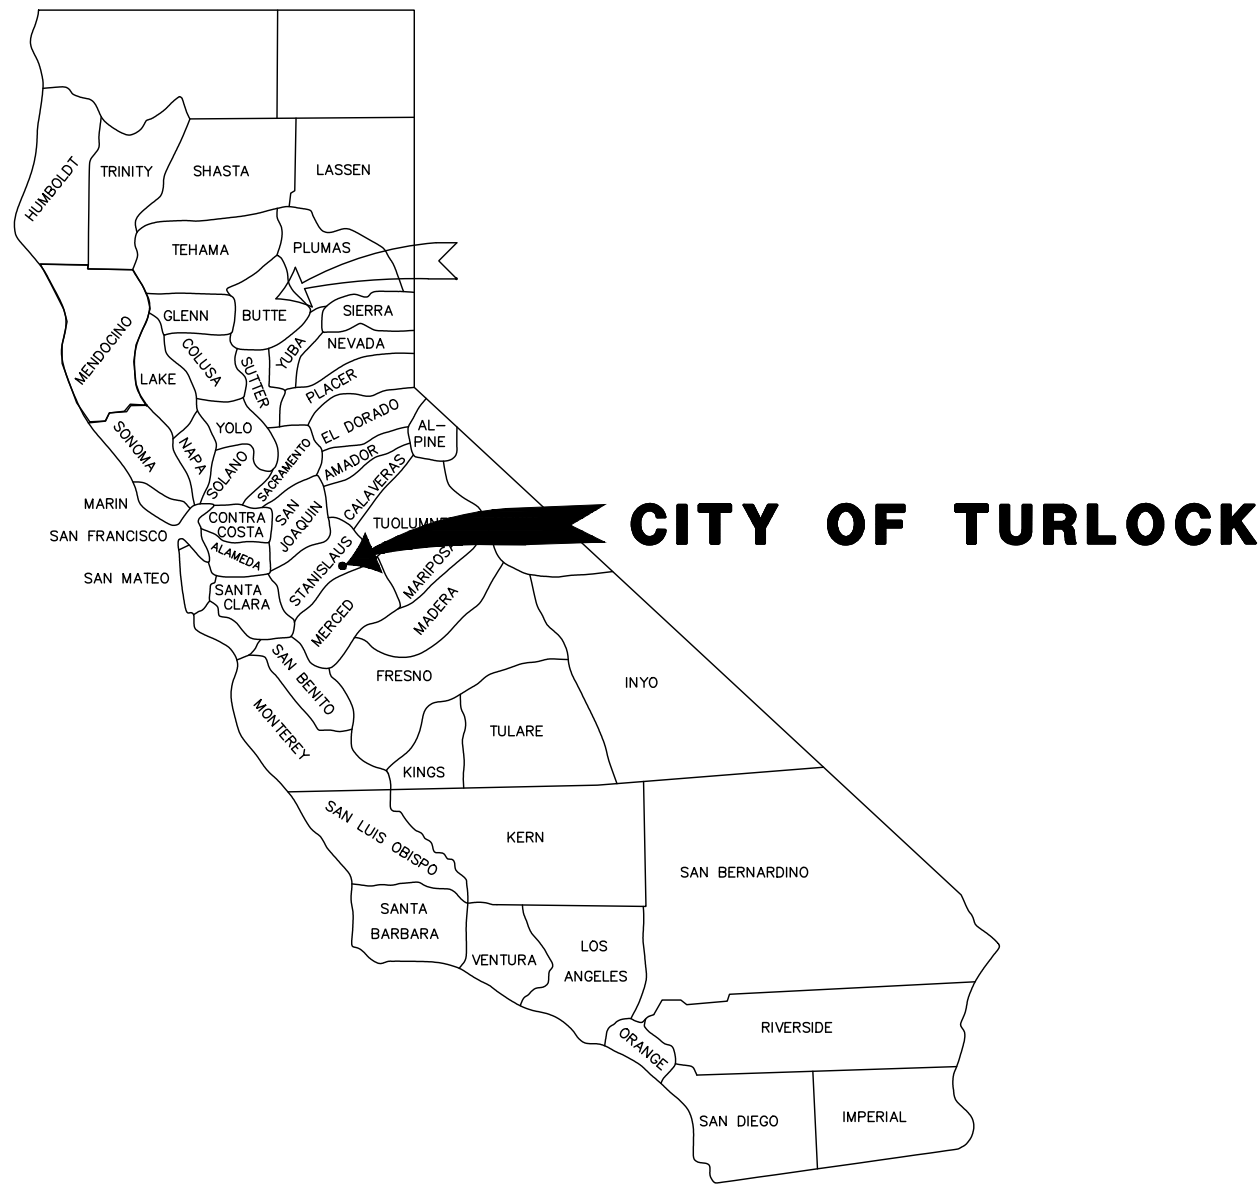 HUMBOLDT
TRINITY
SHASTA
LASSEN
TEHAMA
PLUMAS
GLENN
BUTTE
SIERRA
MENDOCINO
COLUSA
SUTTER
YUBA
NEVADA
LAKE
PLACER
SONOMA
NAPA
YOLO
SOLANO
SACRAMENTO
EL DORADO
AL-
PINE
AMADOR
CALAVERAS
MARIN
CONTRA
COSTA
SAN
JOAQUIN
TUOLUMNE
CITY OF TURLOCK
SAN FRANCISCO
ALAMEDA
STANISLAUS
MARIPOSA
SAN MATEO
SANTA
CLARA
MERCED
MADERA
SAN BENITO
FRESNO
INYO
MONTEREY
TULARE
KINGS
SAN LUIS OBISPO
KERN
SAN BERNARDINO
SANTA
BARBARA
VENTURA
LOS
ANGELES
ORANGE
RIVERSIDE
SAN DIEGO
IMPERIAL